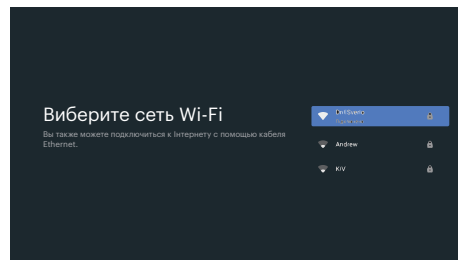 Виберите сеть Wi-Fi
Вы также можете подключиться к Інтернету с помощью кабеля
Ethernet.
Andrew
KiV